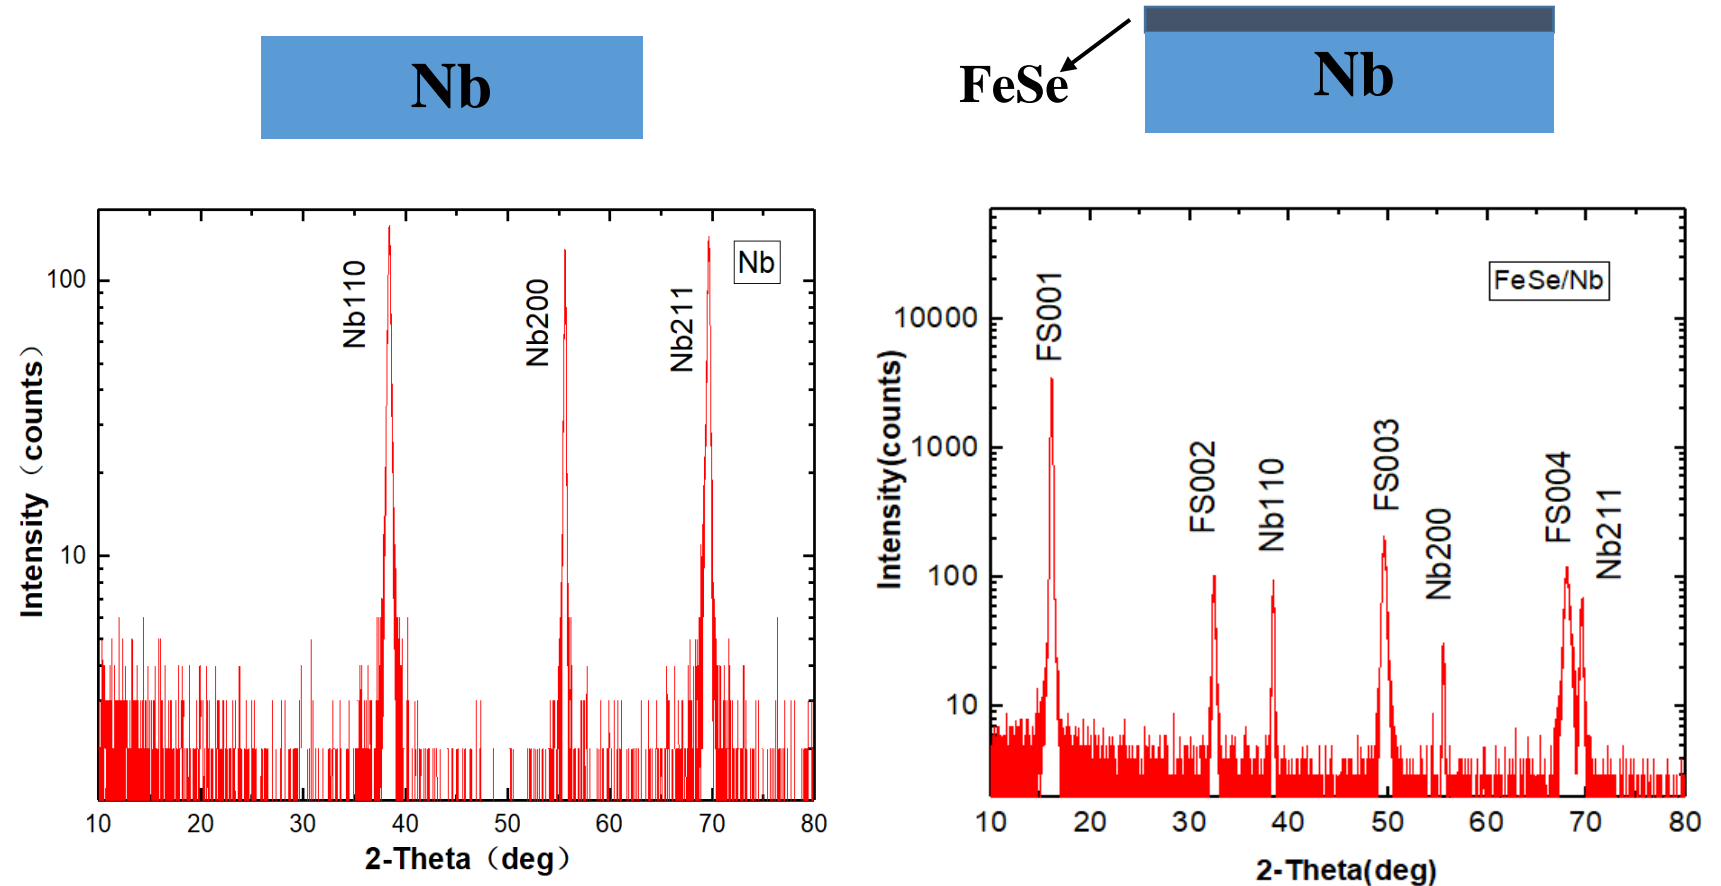 Nb
FeSe
Nb
Nb
Nb110
Nb200
Nb211
100
10
Intensity（counts）
10 20 30 40 50 60 70 80
2-Theta（deg）
FeSe/Nb
FS001
FS002
Nb110
FS003
Nb200
FS004
Nb211
10000
1000
100
10
Intensity(counts)
10 20 30 40 50 60 70 80
2-Theta(deg)